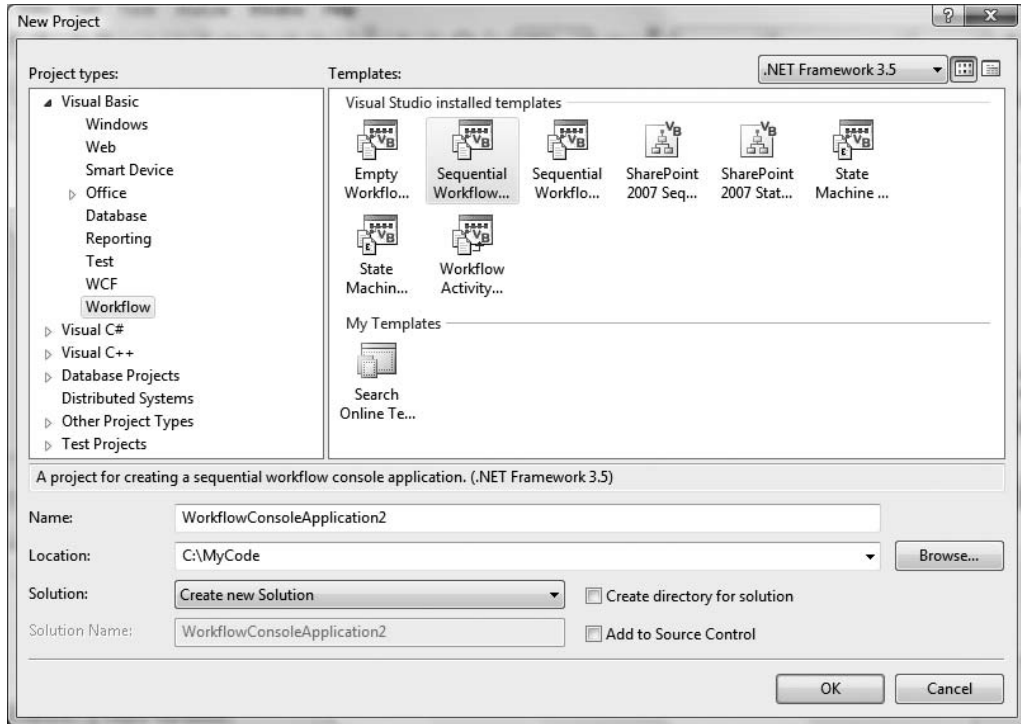 New Project
Project types:
Templates:
.NET Framework 3.5
Visual Basic
Windows
Web
Smart Device
Office
Database
Reporting
Test
WCF
Workflow
Visual C#
Visual C++
Database Projects
Distributed Systems
Other Project Types
Test Projects
Visual Studio installed templates
Empty Workflo...
Sequential Workflow...
Sequential Workflo...
SharePoint 2007 Seq...
SharePoint 2007 Stat...
State Machine ...
State Machin...
Workflow Activity...
My Templates
Search Online Te...
A project for creating a sequential workflow console application. (.NET Framework 3.5)
Name:
WorkflowConsoleApplication2
Location:
C:\MyCode
Browse...
Solution:
Create new Solution
Create directory for solution
Solution Name:
WorkflowConsoleApplication2
Add to Source Control
OK
Cancel